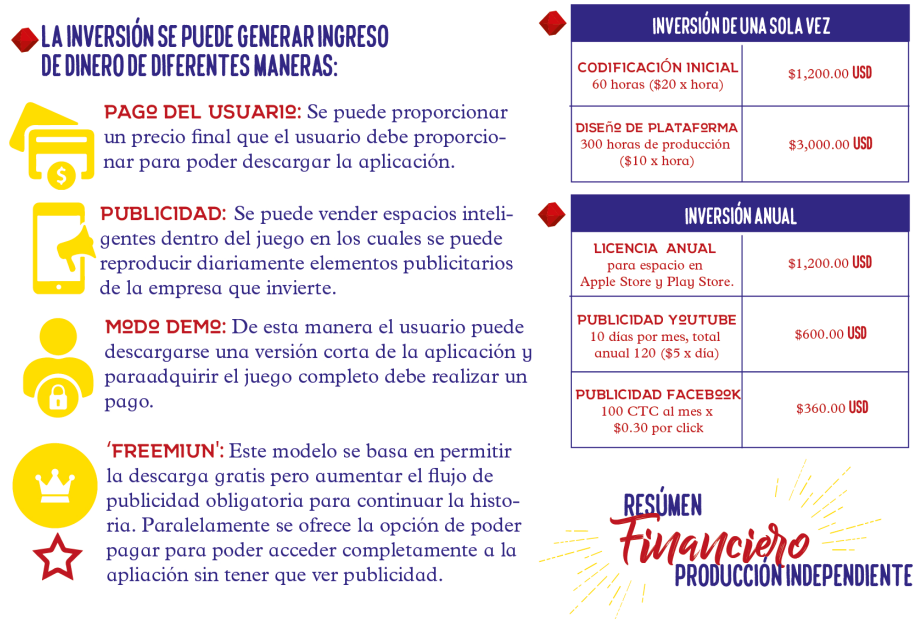 LA INVERSIÓN SE PUEDE GENERAR INGRESO
DE DINERO DE DIFERENTES MANERAS:
PAGO DEL USUARIO: Se puede proporcionar
un precio final que el usuario debe proporcio-
nar para poder descargar la aplicación.
$
PUBLICIDAD: Se puede vender espacios inteli-
gentes dentro del juego en los cuales se puede
reproducir diariamente elementos publicitarios
de la empresa que invierte.
MODO DEMO: De esta manera el usuario puede
descargarse una versión corta de la aplicación y
paraadquirir el juego completo debe realizar un
pago.
‘FREEMIUN': Este modelo se basa en permitir
la descarga gratis pero aumentar el flujo de
publicidad obligatoria para continuar la histo-
ria. Paralelamente se ofrece la opción de poder
pagar para poder acceder completamente a la
apliación sin tener que ver publicidad.
INVERSIÓN DE UNA SOLA VEZ
CODIFICACIÓN INICIAL
60 horas ($20 x hora)
$1,200.00 USD
DISEñO DE PLATAFORMA
300 horas de producción
($10 x hora)
$3,000.00 USD
INVERSIÓN ANUAL
LICENCIA ANUAL
para espacio en
Apple Store y Play Store.
$1,200.00 USD
PUBLICIDAD YOUTUBE
10 días por mes, total
anual 120 ($5 x día)
$600.00 USD
PUBLICIDAD FACEBOOK
100 CTC al mes x
$0.30 por click
$360.00 USD
RESÚMEN
Financiero
PRODUCCIÓN INDEPENDIENTE